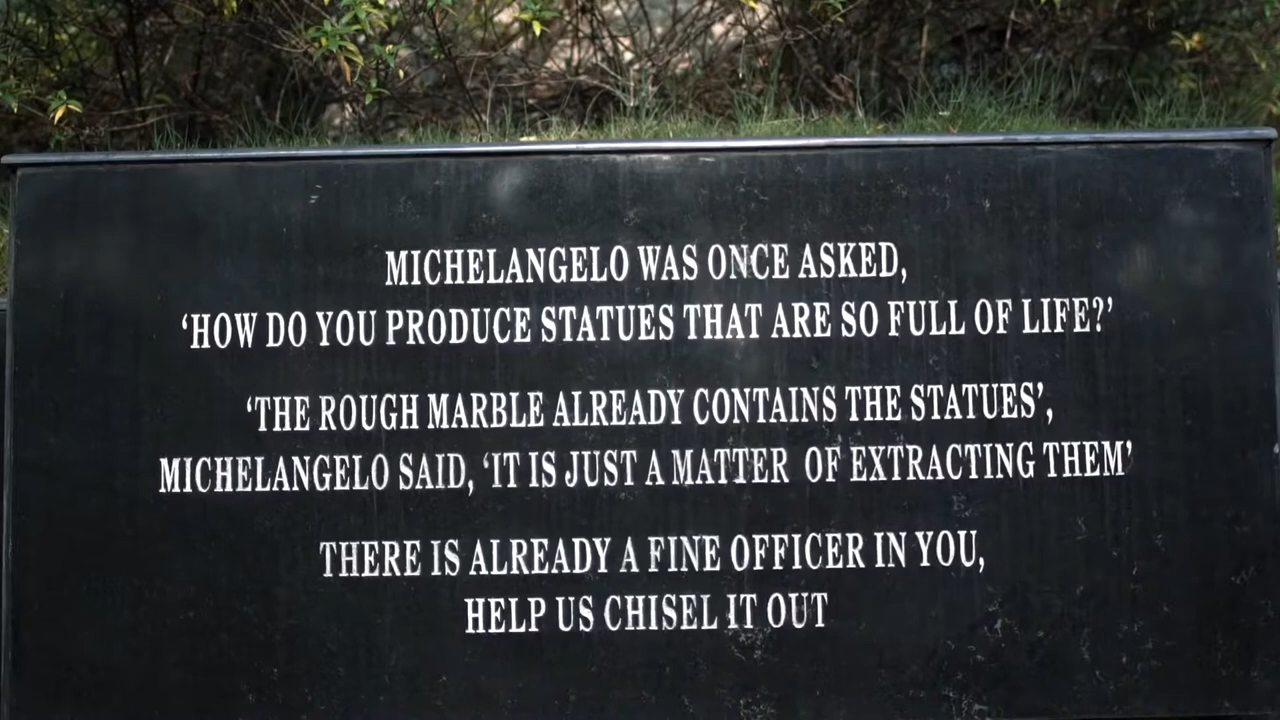 MICHELANGELO WAS ONCE ASKED,
‘HOW DO YOU PRODUCE STATUES THAT ARE SO FULL OF LIFE?’
‘THE ROUGH MARBLE ALREADY CONTAINS THE STATUES’,
MICHELANGELO SAID, ‘IT IS JUST A MATTER OF EXTRACTING THEM’
THERE IS ALREADY A FINE OFFICER IN YOU,
HELP US CHISEL IT OUT